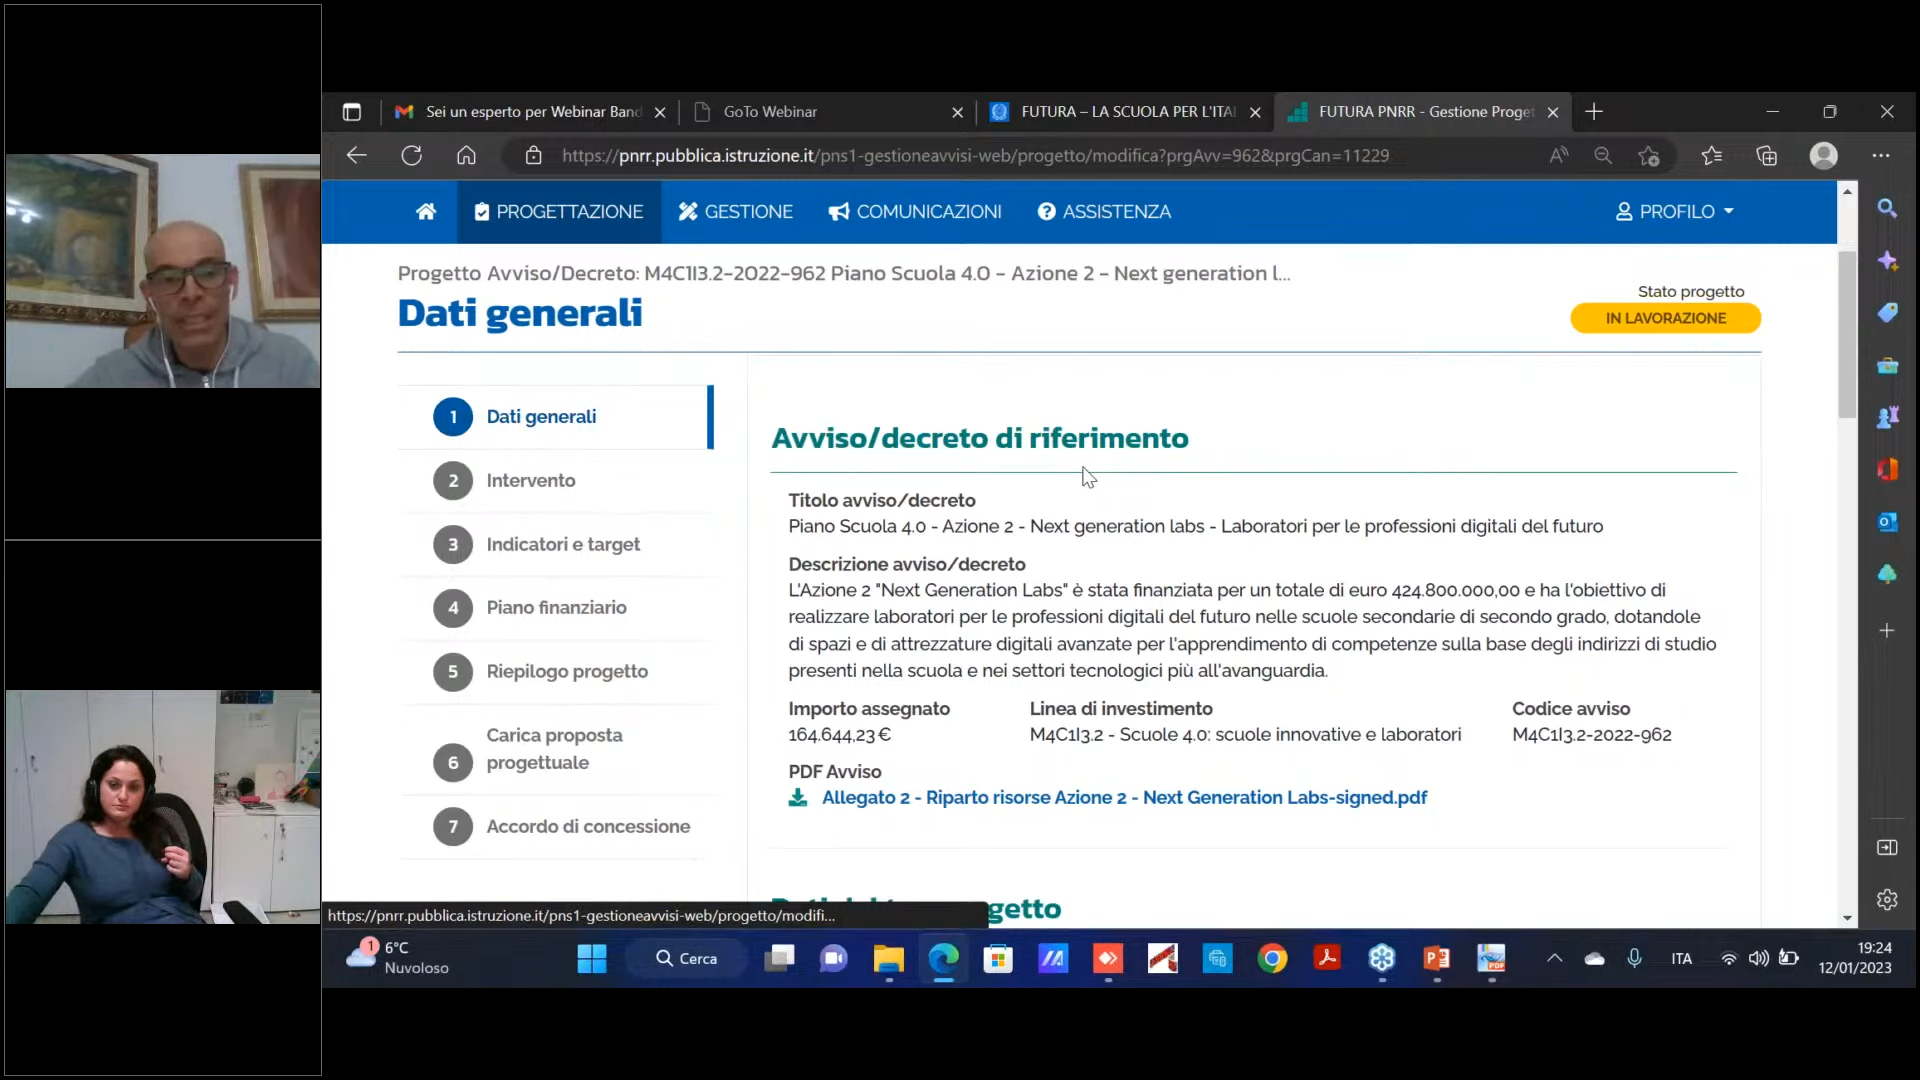 Sei un esperto per Webinar Band
GoTo Webinar
FUTURA – LA SCUOLA PER L'ITAL
FUTURA PNRR - Gestione Proget
https://pnrr.pubblica.istruzione.it/pns1-gestioneavvisi-web/progetto/modifica?prgAvv=962&prgCan=11229
PROGETTAZIONE
GESTIONE
COMUNICAZIONI
ASSISTENZA
PROFILO
Progetto Avviso/Decreto: M4C1I3.2-2022-962 Piano Scuola 4.0 - Azione 2 - Next generation l...
Dati generali
Stato progetto
IN LAVORAZIONE
1 Dati generali
2 Intervento
3 Indicatori e target
4 Piano finanziario
5 Riepilogo progetto
6 Carica proposta
progettuale
7 Accordo di concessione
Avviso/decreto di riferimento
Titolo avviso/decreto
Piano Scuola 4.0 - Azione 2 - Next generation labs - Laboratori per le professioni digitali del futuro
Descrizione avviso/decreto
L'Azione 2 "Next Generation Labs" è stata finanziata per un totale di euro 424.800.000,00 e ha l'obiettivo di
realizzare laboratori per le professioni digitali del futuro nelle scuole secondarie di secondo grado, dotandole
di spazi e di attrezzature digitali avanzate per l'apprendimento di competenze sulla base degli indirizzi di studio
presenti nella scuola e nei settori tecnologici più all'avanguardia.
Importo assegnato
164.644,23 €
Linea di investimento
M4C1I3.2 - Scuole 4.0: scuole innovative e laboratori
Codice avviso
M4C1I3.2-2022-962
PDF Avviso
Allegato 2 - Riparto risorse Azione 2 - Next Generation Labs-signed.pdf
getto
https://pnrr.pubblica.istruzione.it/pns1-gestioneavvisi-web/progetto/modifi...
1
6°C
Nuvoloso
Cerca
ITA
19:24
12/01/2023